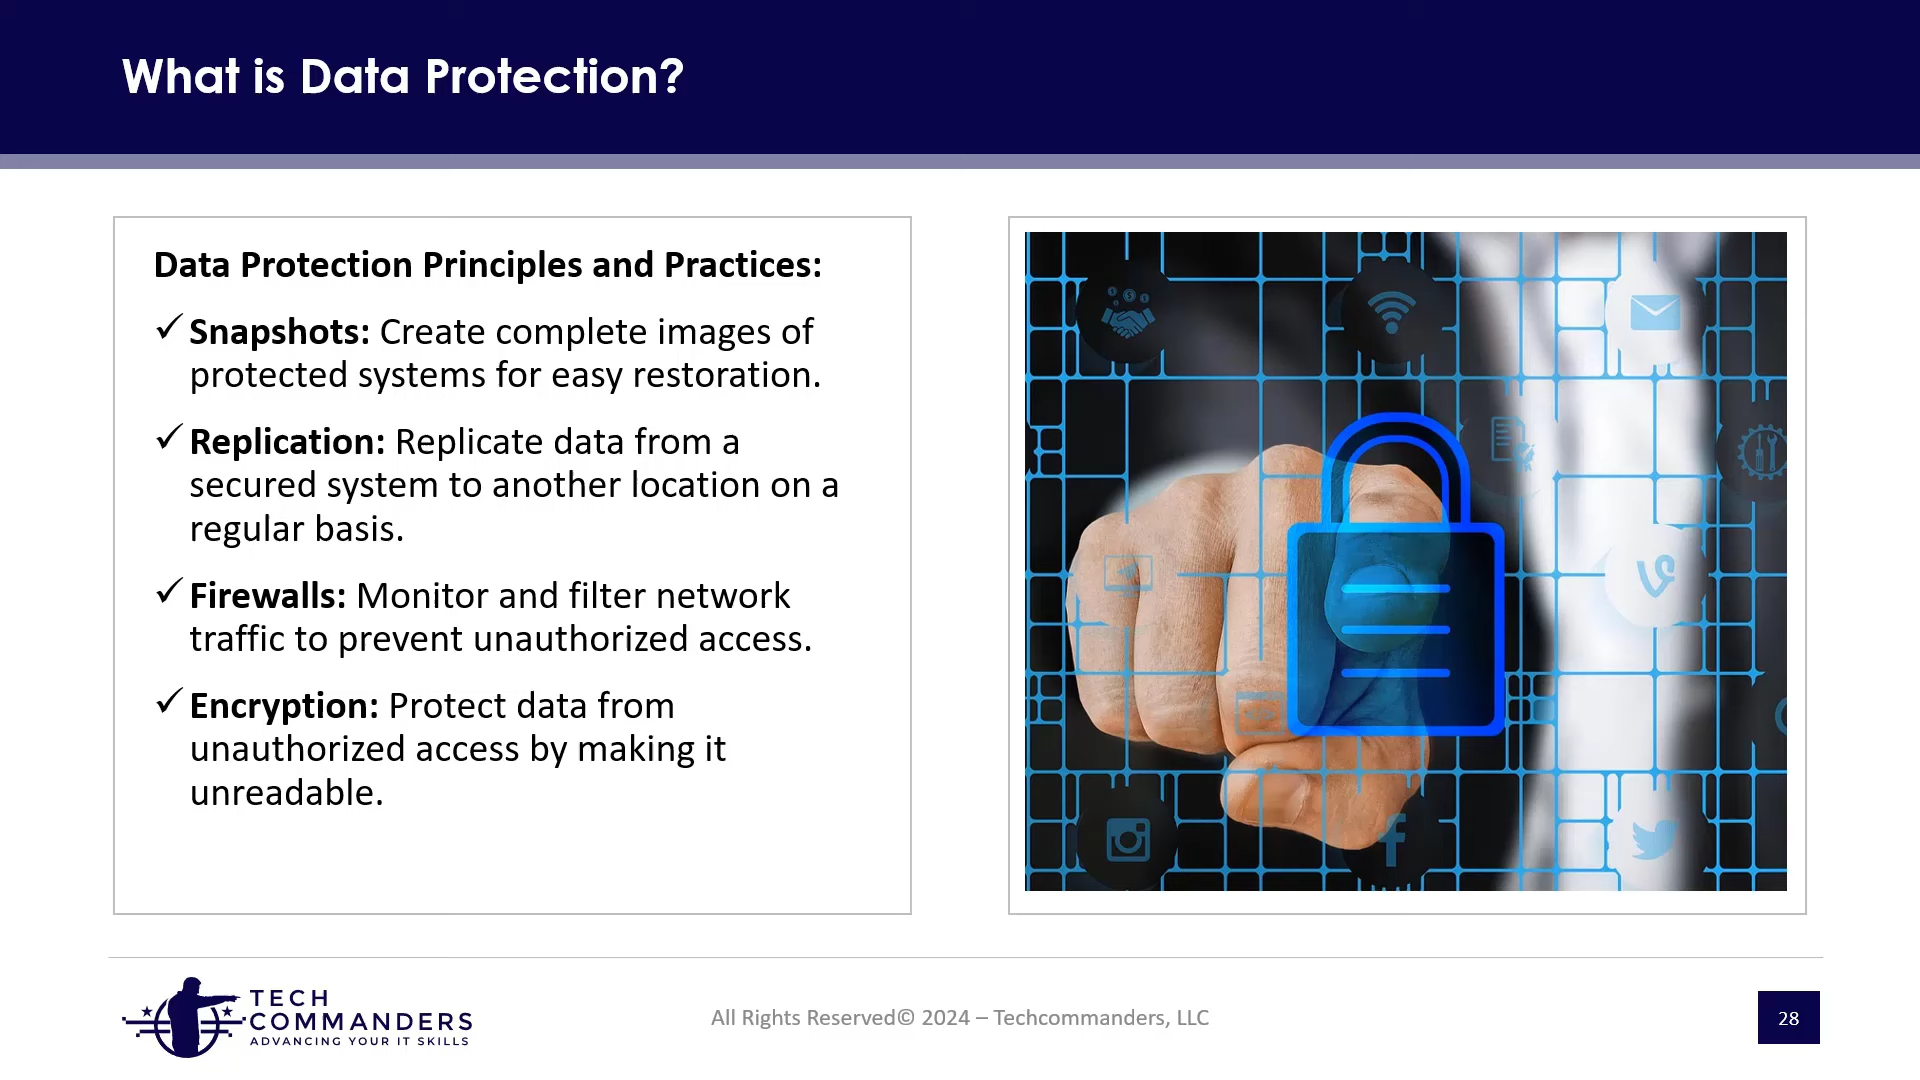 What is Data Protection?
Data Protection Principles and Practices:
✓ Snapshots: Create complete images of
protected systems for easy restoration.
✓ Replication: Replicate data from a
secured system to another location on a
regular basis.
✓ Firewalls: Monitor and filter network
traffic to prevent unauthorized access.
✓ Encryption: Protect data from
unauthorized access by making it
unreadable.
TECH
COMMANDERS
ADVANCING YOUR IT SKILLS
All Rights Reserved© 2024 – Techcommanders, LLC
28